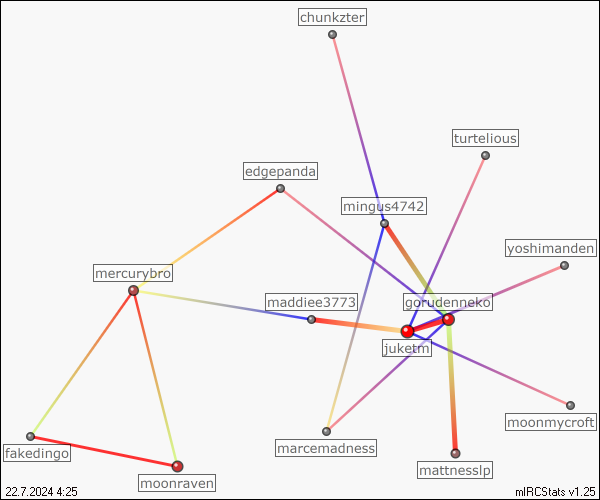 chunkzter
turtelious
edgepanda
mingus4742
yoshimanden
mercurybro
maddiee3773
gorudenneko
juketm
moonmycroft
fakedingo
marcemadness
mattnesslp
moonraven
22.7.2024 4:25
mIRCStats v1.25